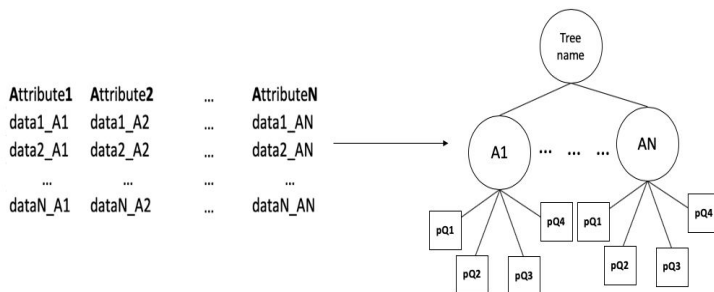 Attribute1 Attribute2 ... AttributeN
data1_A1 data1_A2 ... data1_AN
data2_A1 data2_A2 ... data2_AN
... ... ... ...
dataN_A1 dataN_A2 ... dataN_AN
Tree
name
A1 ... ... ... AN
pQ1 pQ2 pQ3 pQ4
pQ1 pQ2 pQ3 pQ4